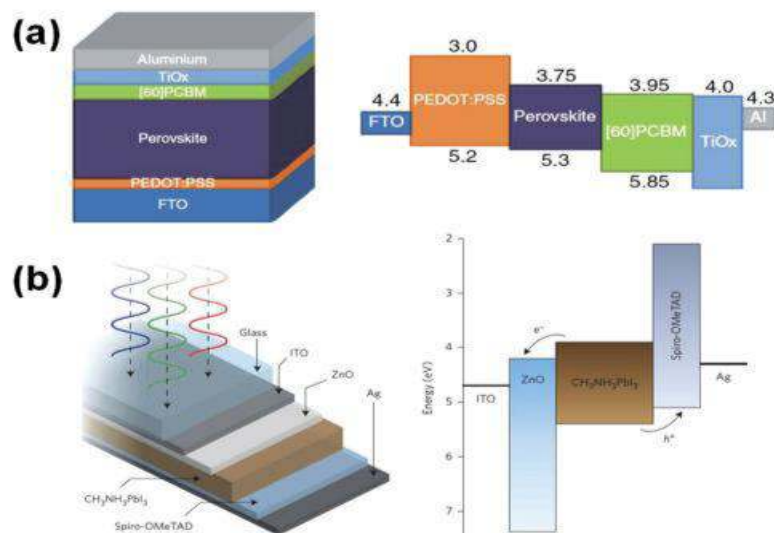 (a)
Aluminium
TiOx
[60]PCBM
Perovskite
PEDOT:PSS
FTO
4.4
FTO
3.0
PEDOT:PSS
5.2
3.75
Perovskite
5.3
3.95
[60]PCBM
5.85
4.0
TiOx
4.3
Al
(b)
Glass
ITO
ZnO
Ag
CH3NH3PbI3
Spiro-OMeTAD
Energy (eV)
2
3
4
5
6
7
ITO
ZnO
e-
CH3NH3PbI3
h+
Spiro-OMeTAD
Ag